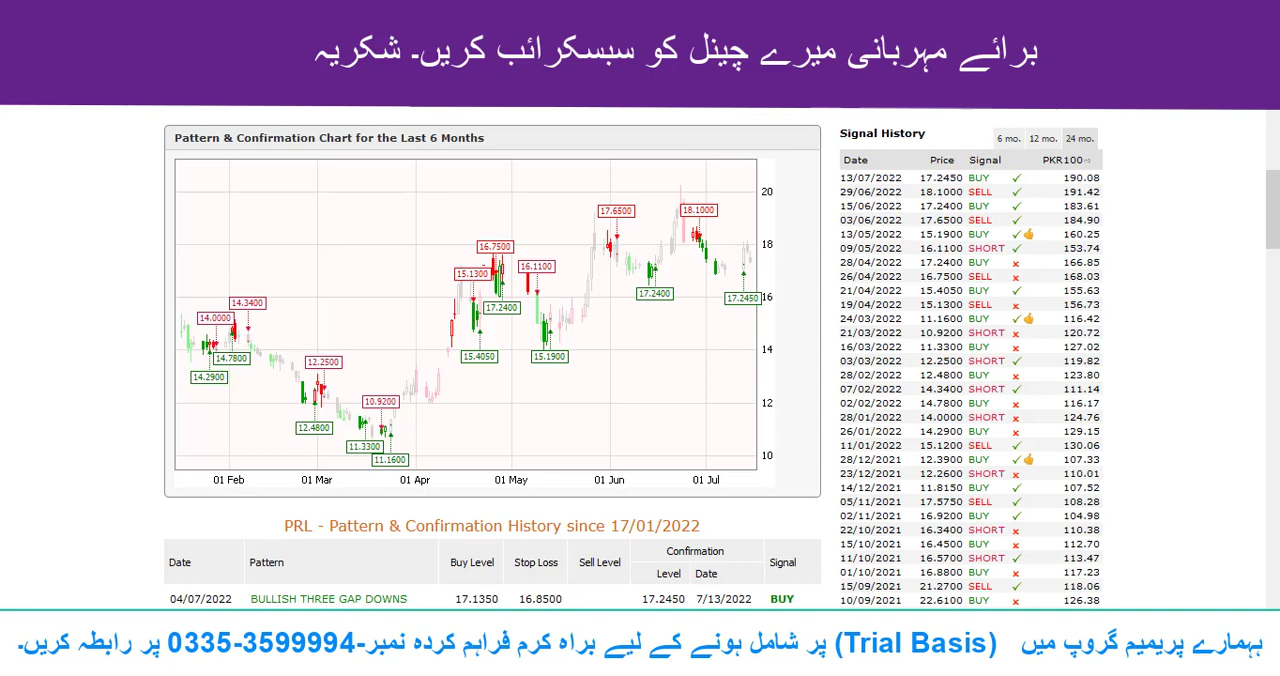 برائے مہربانی میرے چینل کو سبسکرائب کریں۔ شکریہ
Pattern & Confirmation Chart for the Last 6 Months
20
18
16
14
12
10
14.2900
14.0000
14.7800
14.3400
12.4800
12.2500
11.3300
10.9200
11.1600
15.1300
15.4050
16.7500
17.2400
16.1100
15.1900
17.6500
17.2400
18.1000
17.2450
01 Feb 01 Mar 01 Apr 01 May 01 Jun 01 Jul
PRL - Pattern & Confirmation History since 17/01/2022
Date Pattern Buy Level Stop Loss Sell Level Confirmation Signal
Level Date
04/07/2022 BULLISH THREE GAP DOWNS 17.1350 16.8500 17.2450 7/13/2022 BUY
Signal History
6 mo. 12 mo. 24 mo.
Date Price Signal PKR100
13/07/2022 17.2450 BUY 190.08
29/06/2022 18.1000 SELL 191.42
15/06/2022 17.2400 BUY 183.61
03/06/2022 17.6500 SELL 184.90
13/05/2022 15.1900 BUY 160.25
09/05/2022 16.1100 SHORT 153.74
28/04/2022 17.2400 BUY 166.85
26/04/2022 16.7500 SELL 168.03
21/04/2022 15.4050 BUY 155.63
19/04/2022 15.1300 SELL 156.73
24/03/2022 11.1600 BUY 116.42
21/03/2022 10.9200 SHORT 120.72
16/03/2022 11.3300 BUY 127.02
03/03/2022 12.2500 SHORT 119.82
28/02/2022 12.4800 BUY 123.80
07/02/2022 14.3400 SHORT 111.14
02/02/2022 14.7800 BUY 116.17
28/01/2022 14.0000 SHORT 124.76
26/01/2022 14.2900 BUY 129.15
11/01/2022 15.1200 SELL 130.06
28/12/2021 12.3900 BUY 107.33
23/12/2021 12.2600 SHORT 110.01
14/12/2021 11.8150 BUY 107.52
05/11/2021 17.5750 SELL 108.28
02/11/2021 16.9200 BUY 104.98
22/10/2021 16.3400 SHORT 110.38
15/10/2021 16.4500 BUY 112.70
11/10/2021 16.5700 SHORT 113.47
01/10/2021 16.8800 BUY 117.23
15/09/2021 21.2700 SELL 118.06
10/09/2021 22.6100 BUY 126.38
ہمارے پریمیم گروپ میں (Trial Basis) پر شامل ہونے کے لیے براہ کرم فراہم کردہ نمبر-0335-3599994 پر رابطہ کریں۔